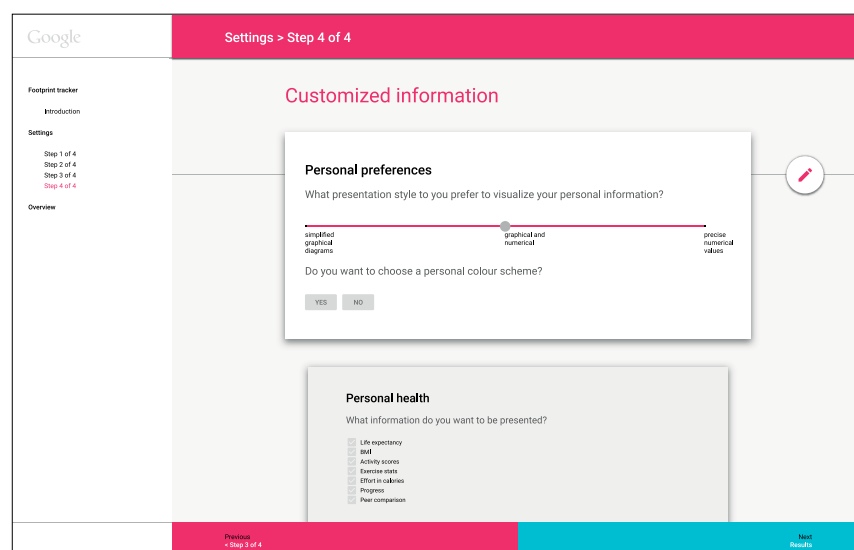 Google
Settings > Step 4 of 4
Footprint tracker
Introduction
Settings
Step 1 of 4
Step 2 of 4
Step 3 of 4
Step 4 of 4
Overview
Customized information
Personal preferences
What presentation style to you prefer to visualize your personal information?
simplified
graphical
diagrams
graphical and
numerical
precise
numerical
values
Do you want to choose a personal colour scheme?
YES
NO
Personal health
What information do you want to be presented?
Life expectancy
BMI
Activity scores
Exercise stats
Effort in calories
Progress
Peer comparison
Previous
< Step 3 of 4
Next
Results